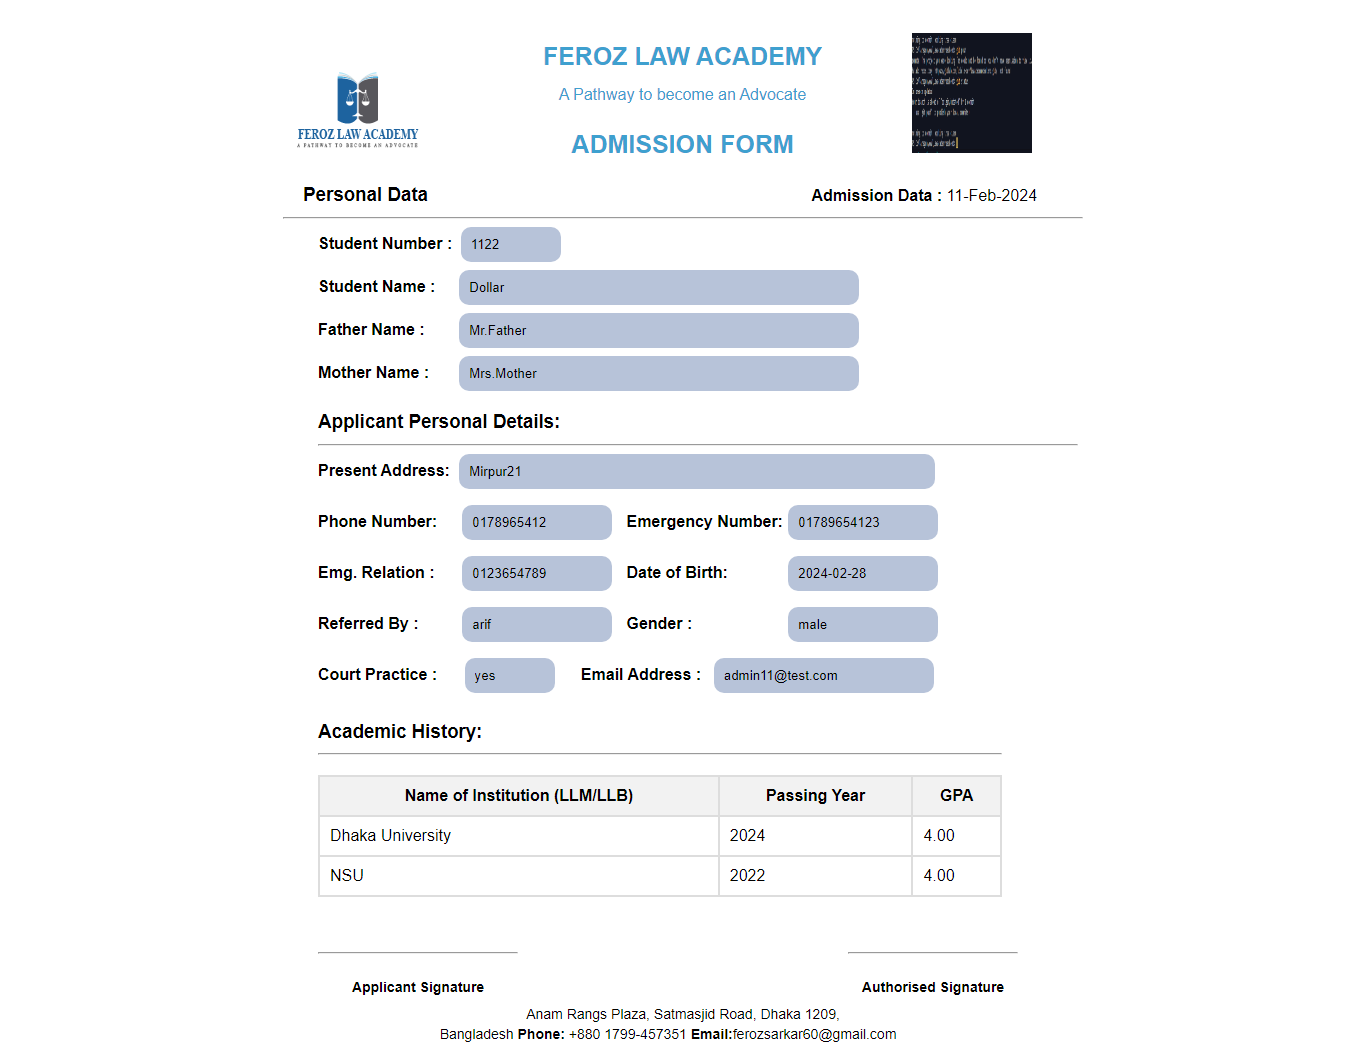 FEROZ LAW ACADEMY
A Pathway to become an Advocate
FEROZ LAW ACADEMY
A PATHWAY TO BECOME AN ADVOCATE
ADMISSION FORM
Personal Data
Admission Data : 11-Feb-2024
Student Number : 1122
Student Name : Dollar
Father Name : Mr.Father
Mother Name : Mrs.Mother
Applicant Personal Details:
Present Address: Mirpur21
Phone Number: 0178965412 Emergency Number: 01789654123
Emg. Relation : 0123654789 Date of Birth: 2024-02-28
Referred By : arif Gender : male
Court Practice : yes Email Address : admin11@test.com
Academic History:
Name of Institution (LLM/LLB) Passing Year GPA
Dhaka University 2024 4.00
NSU 2022 4.00
Applicant Signature Authorised Signature
Anam Rangs Plaza, Satmasjid Road, Dhaka 1209,
Bangladesh Phone: +880 1799-457351 Email:ferozsarkar60@gmail.com